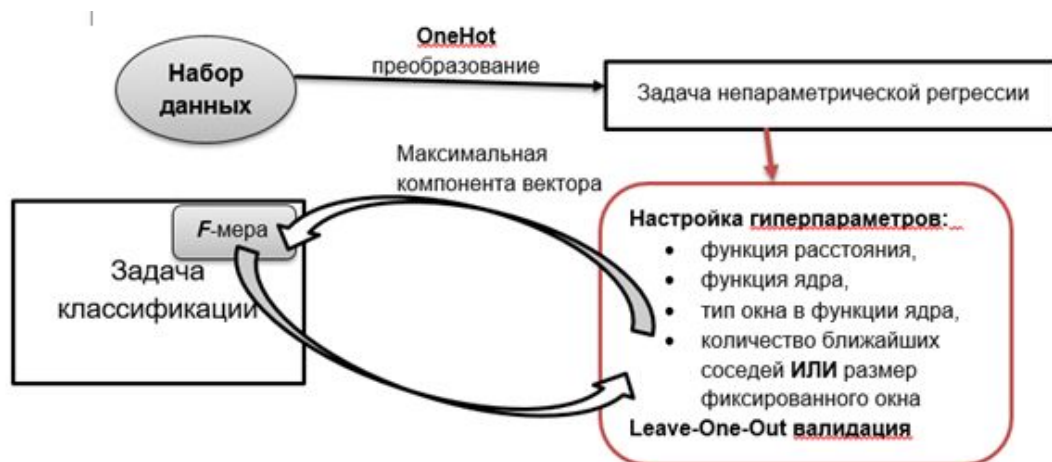 OneHot
преобразование
Набор
данных
Задача непараметрической регрессии
Максимальная
компонента вектора
F-мера
Задача
классификации
Настройка гиперпараметров:
• функция расстояния,
• функция ядра,
• тип окна в функции ядра,
• количество ближайших
соседей ИЛИ размер
фиксированного окна
Leave-One-Out валидация